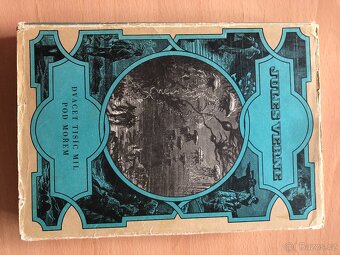 JULES VERNE
DVACET TISÍC MIL
POD MOŘEM